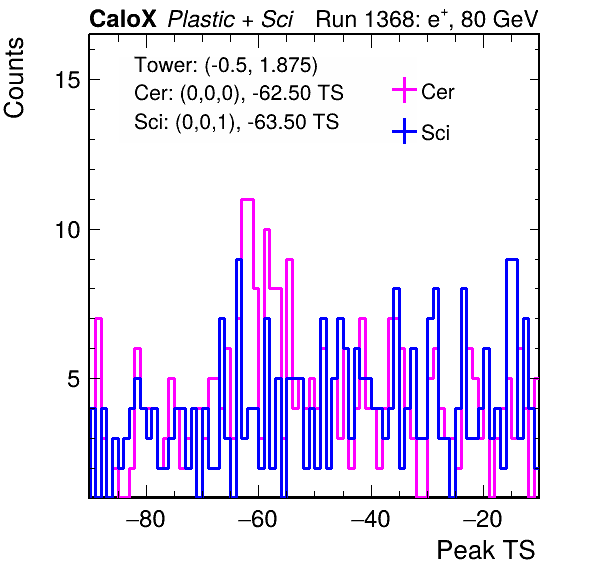 CaloX Plastic + Sci Run 1368: e⁺, 80 GeV
Counts
Tower: (-0.5, 1.875)
Cer: (0,0,0), -62.50 TS
Sci: (0,0,1), -63.50 TS
Cer
Sci
15
10
5
−80 −60 −40 −20
Peak TS